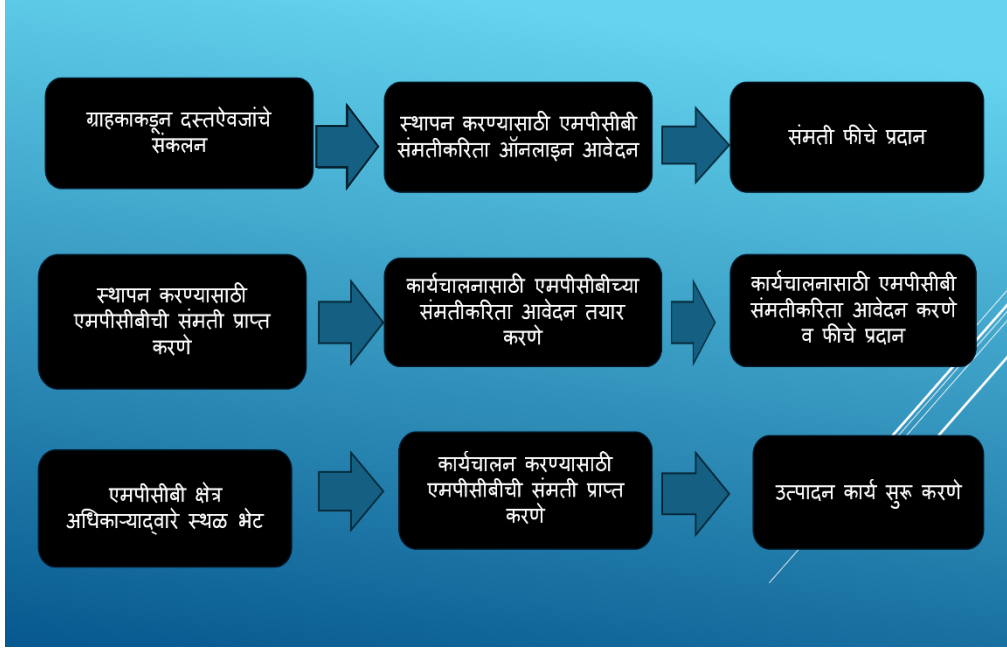 ग्राहकाकडून दस्तऐवजांचे
संकलन
स्थापन करण्यासाठी एमपीसीबी
संमतीकरिता ऑनलाइन आवेदन
संमती फीचे प्रदान
स्थापन करण्यासाठी
एमपीसीबीची संमती प्राप्त
करणे
कार्यचालनासाठी एमपीसीबीच्या
संमतीकरिता आवेदन तयार
करणे
कार्यचालनासाठी एमपीसीबी
संमतीकरिता आवेदन करणे
व फीचे प्रदान
एमपीसीबी क्षेत्र
अधिकाऱ्याद्वारे स्थळ भेट
कार्यचालन करण्यासाठी
एमपीसीबीची संमती प्राप्त
करणे
उत्पादन कार्य सुरू करणे